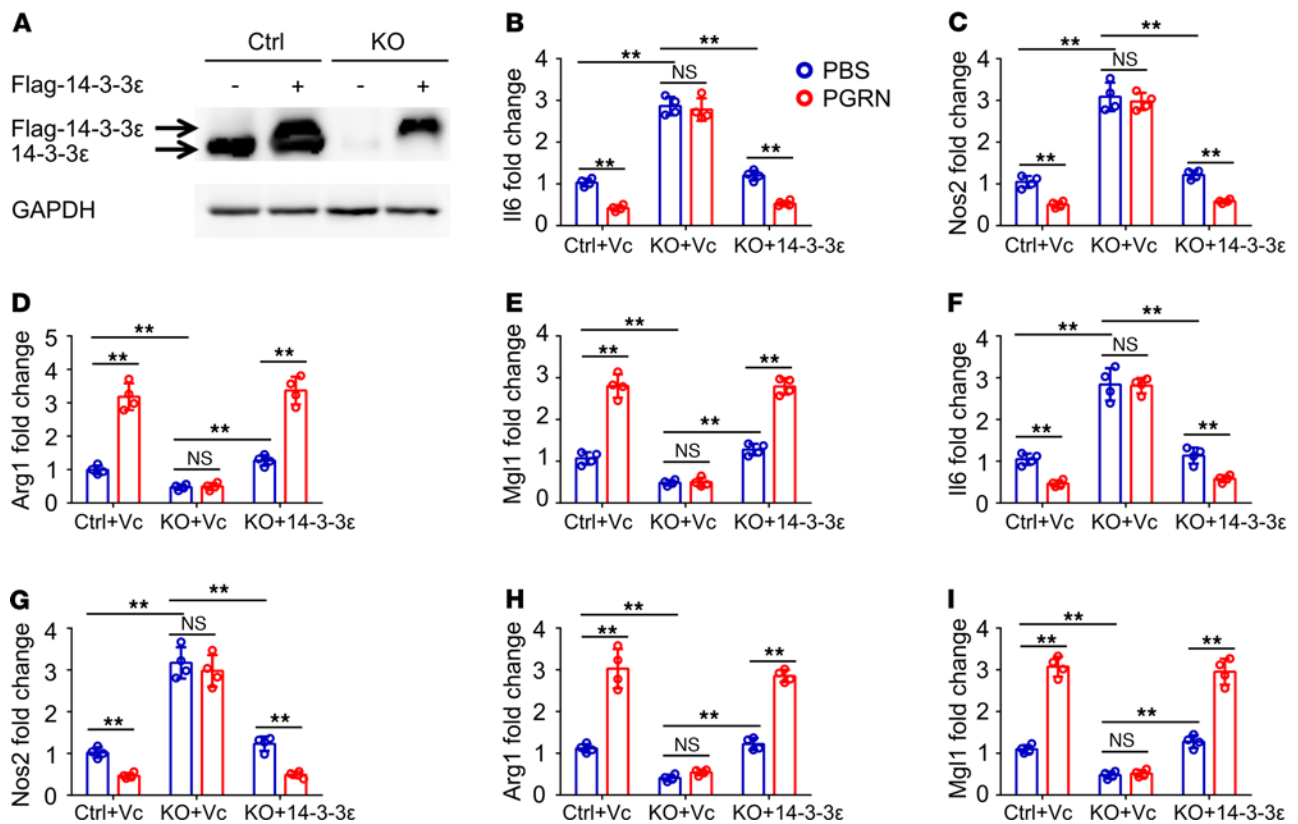 A
Ctrl KO
Flag-14-3-3ε - + - +
Flag-14-3-3ε
14-3-3ε
GAPDH
B
Il6 fold change
4
3
2
1
0
**
**
NS
**
**
Ctrl+Vc KO+Vc KO+14-3-3ε
PBS
PGRN
C
Nos2 fold change
4
3
2
1
0
**
**
NS
**
**
Ctrl+Vc KO+Vc KO+14-3-3ε
D
Arg1 fold change
5
4
3
2
1
0
**
**
**
**
NS
Ctrl+Vc KO+Vc KO+14-3-3ε
E
Mgl1 fold change
4
3
2
1
0
**
**
**
**
NS
Ctrl+Vc KO+Vc KO+14-3-3ε
F
Il6 fold change
4
3
2
1
0
**
**
NS
**
**
Ctrl+Vc KO+Vc KO+14-3-3ε
G
Nos2 fold change
4
3
2
1
0
**
**
NS
**
**
Ctrl+Vc KO+Vc KO+14-3-3ε
H
Arg1 fold change
4
3
2
1
0
**
**
**
**
NS
Ctrl+Vc KO+Vc KO+14-3-3ε
I
Mgl1 fold change
4
3
2
1
0
**
**
**
**
NS
Ctrl+Vc KO+Vc KO+14-3-3ε